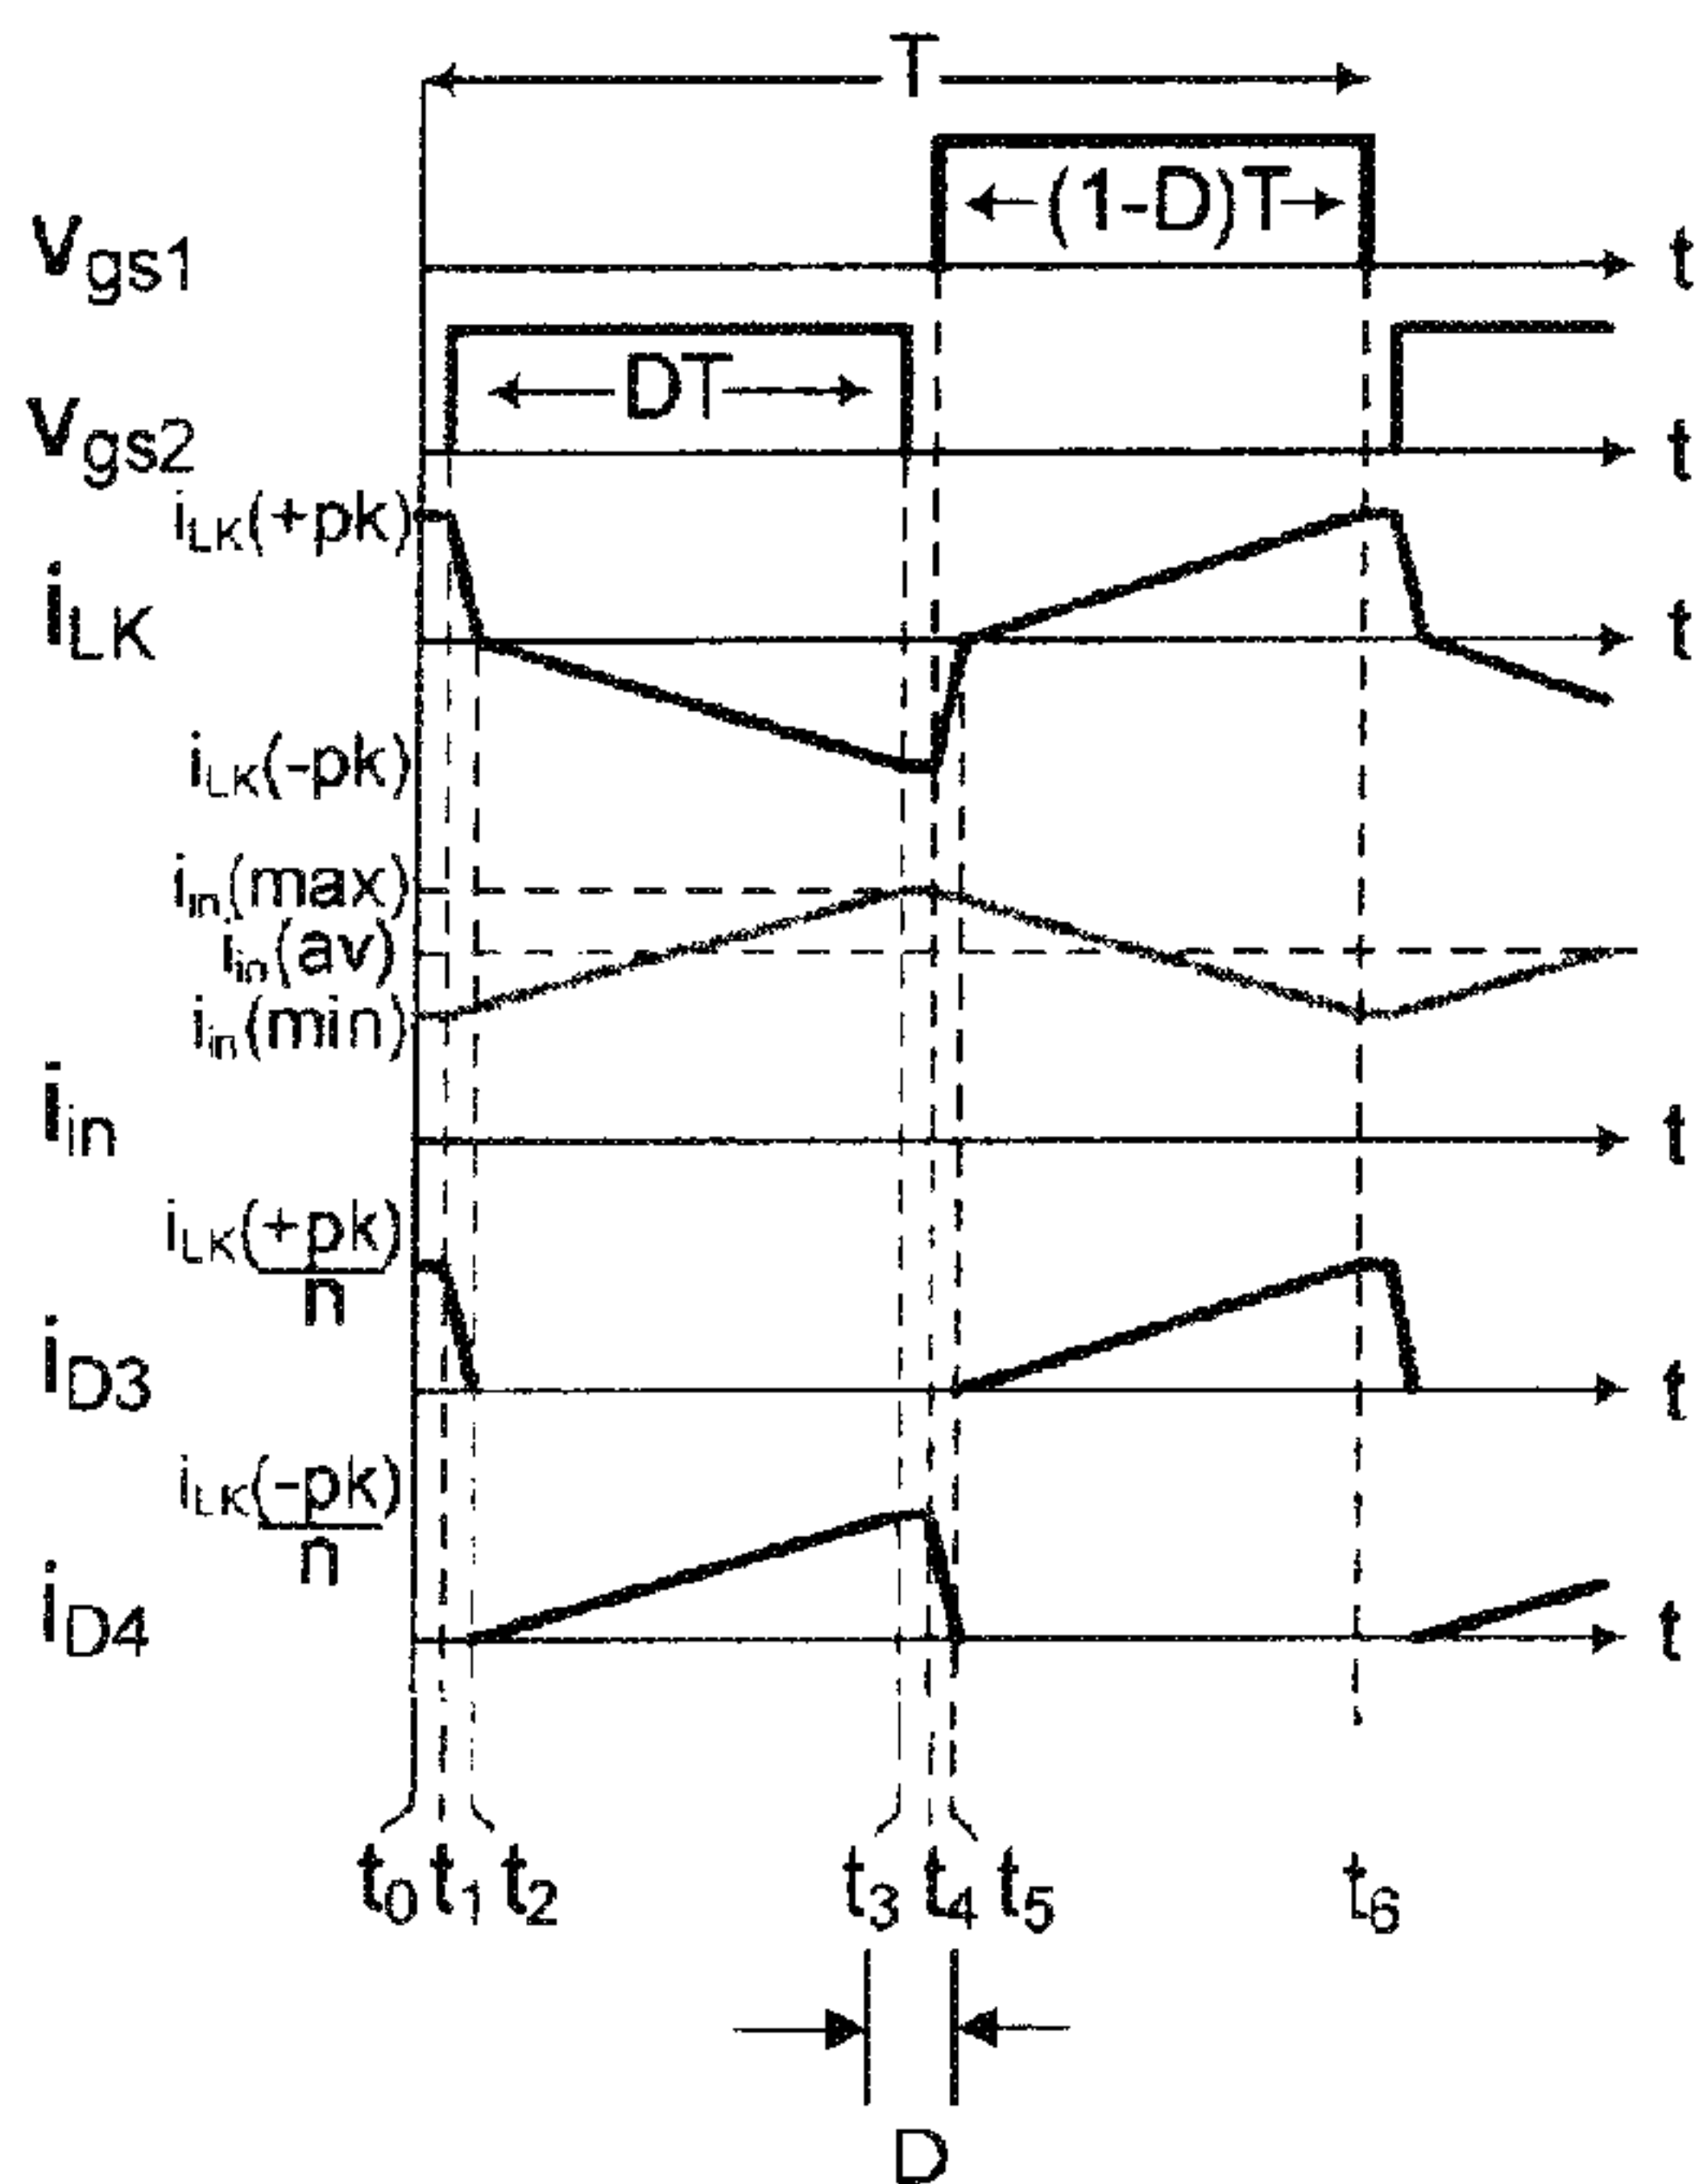 T
(1-D)T
vgs1 t
DT
vgs2 t
iLK(+pk)
iLK t
iLK(-pk)
iin(max)
iin(av)
iin(min)
iin t
iLK(+pk)
n
iD3 t
iLK(-pk)
n
iD4 t
t0 t1 t2 t3 t4 t5 t6
D